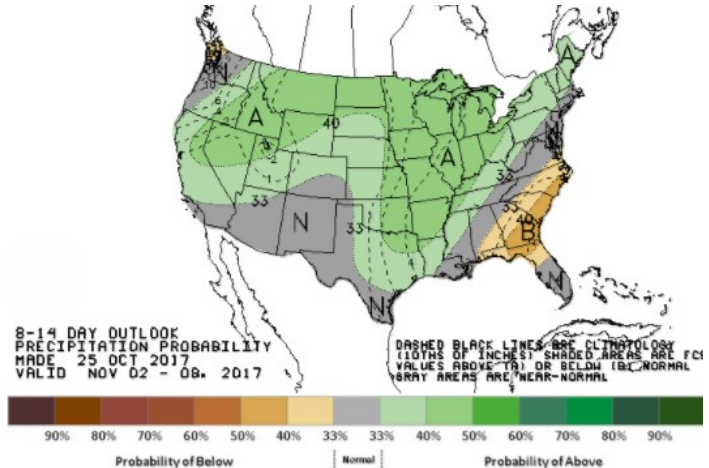 N
A
A
40
N
A
33
33
33
N
33
40
B
N
N
8-14 DAY OUTLOOK
PRECIPITATION PROBABILITY
MADE 25 OCT 2017
VALID NOV 02 - 08, 2017
DASHED BLACK LINES ARE CLIMATOLOGY
(10THS OF INCHES) SHADED AREAS ARE FCST
VALUES ABOVE (A) OR BELOW (B) NORMAL
GRAY AREAS ARE NEAR-NORMAL
90% 80% 70% 60% 50% 40% 33% 33% 40% 50% 60% 70% 80% 90%
Probability of Below Normal Probability of Above